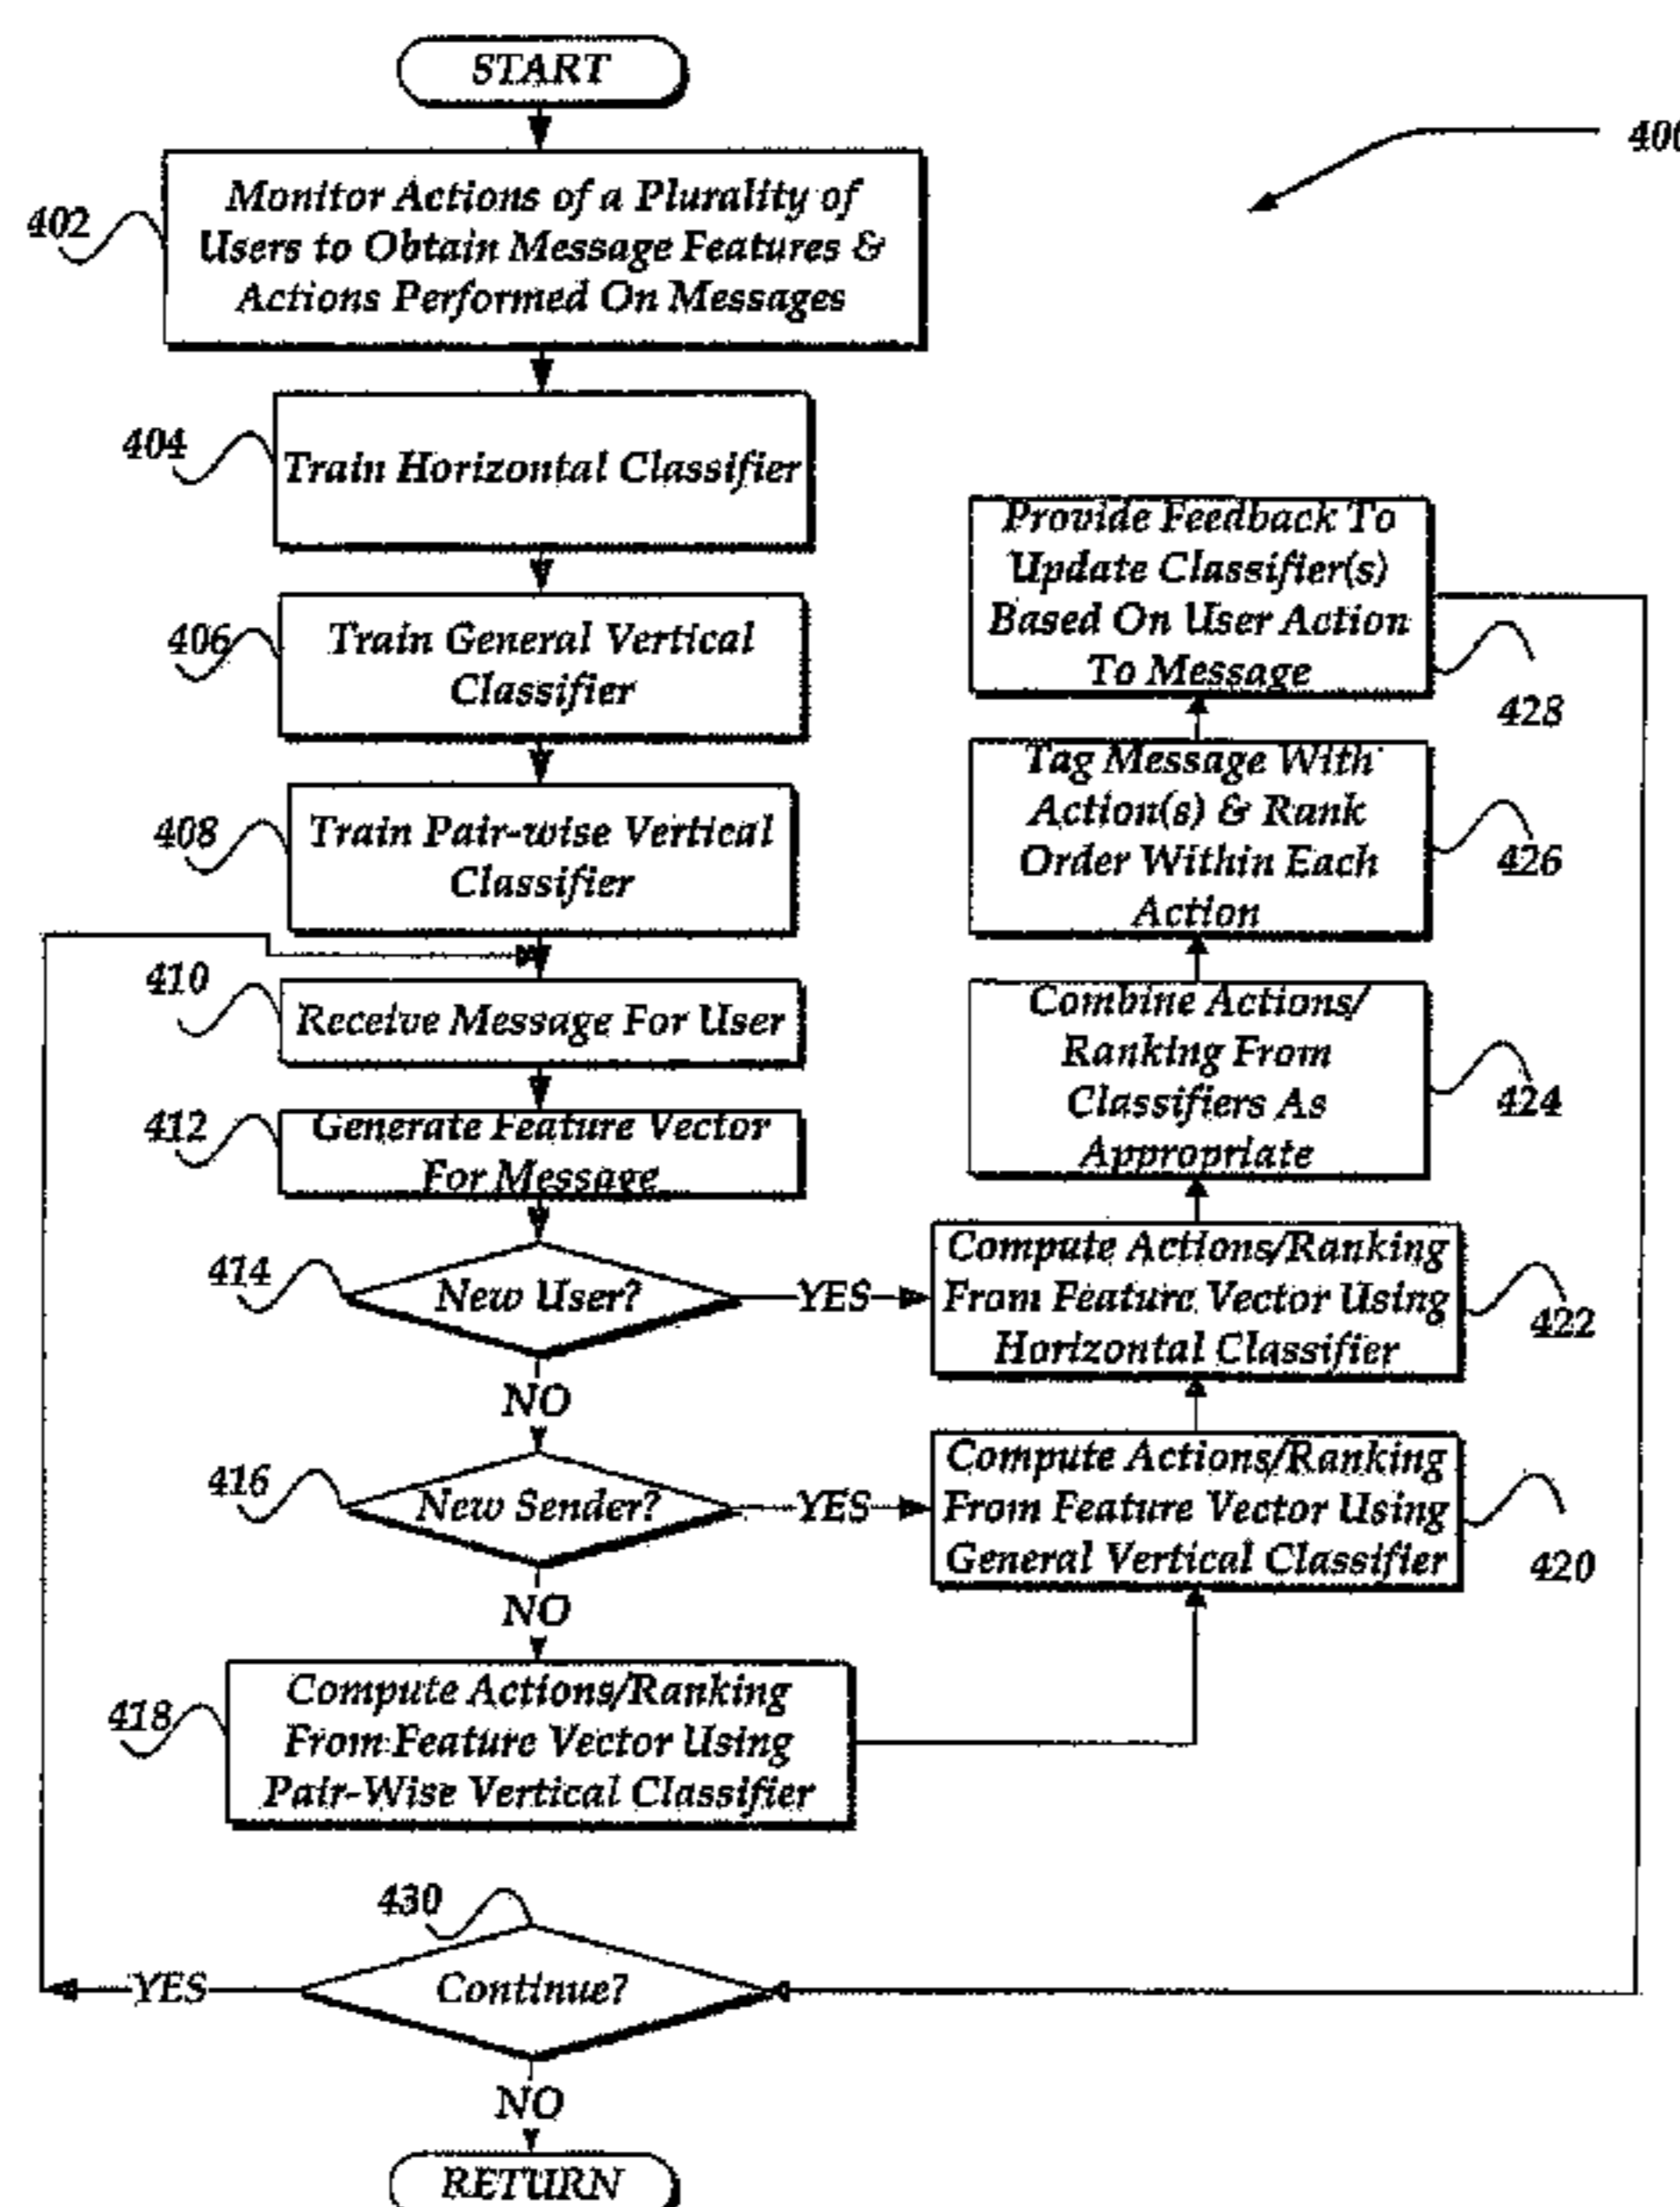 START
400
402
Monitor Actions of a Plurality of
Users to Obtain Message Features &
Actions Performed On Messages
404
Train Horizontal Classifier
406
Train General Vertical
Classifier
408
Train Pair-wise Vertical
Classifier
410
Receive Message For User
412
Generate Feature Vector
For Message
414
New User?
YES
NO
416
New Sender?
YES
NO
418
Compute Actions/Ranking
From Feature Vector Using
Pair-Wise Vertical Classifier
Compute Actions/Ranking
From Feature Vector Using
General Vertical Classifier
420
Compute Actions/Ranking
From Feature Vector Using
Horizontal Classifier
422
Combine Actions/
Ranking From
Classifiers As
Appropriate
424
Tag Message With
Action(s) & Rank
Order Within Each
Action
426
Provide Feedback To
Update Classifier(s)
Based On User Action
To Message
428
430
Continue?
YES
NO
RETURN